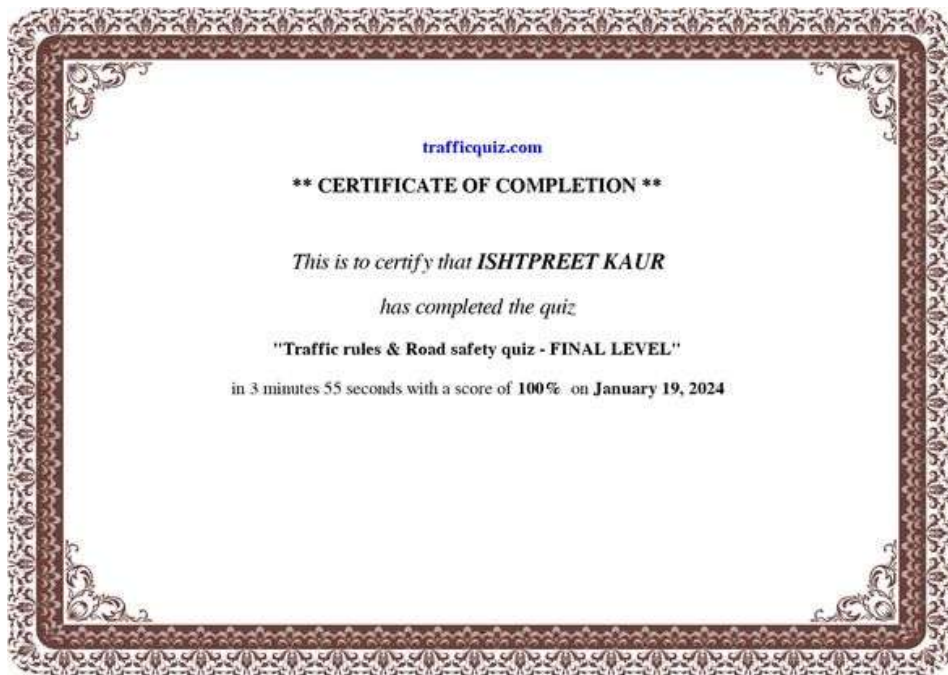 trafficquiz.com
** CERTIFICATE OF COMPLETION **
This is to certify that ISHTPREET KAUR
has completed the quiz
"Traffic rules & Road safety quiz - FINAL LEVEL"
in 3 minutes 55 seconds with a score of 100% on January 19, 2024